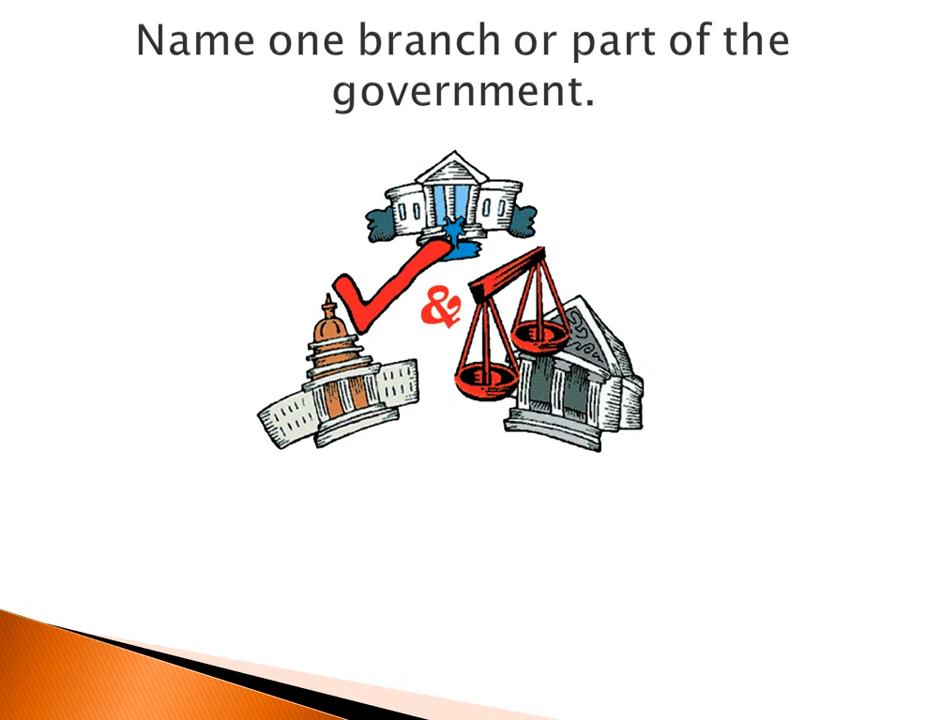 Name one branch or part of the
government.
&